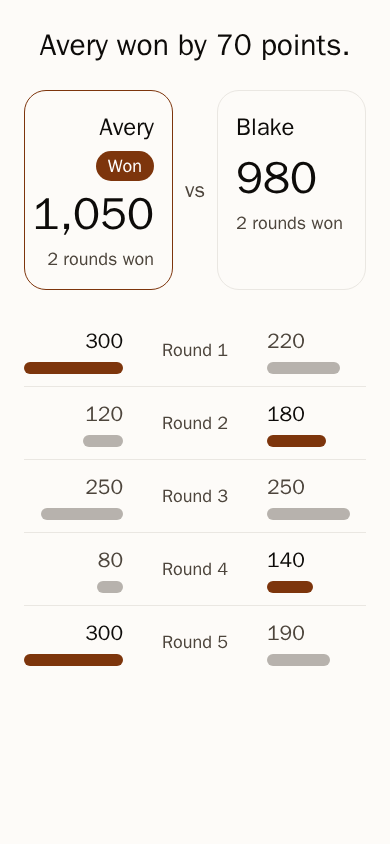 Avery won by 70 points.
Avery
Won
1,050
2 rounds won
vs
Blake
980
2 rounds won
300 Round 1 220
120 Round 2 180
250 Round 3 250
80 Round 4 140
300 Round 5 190